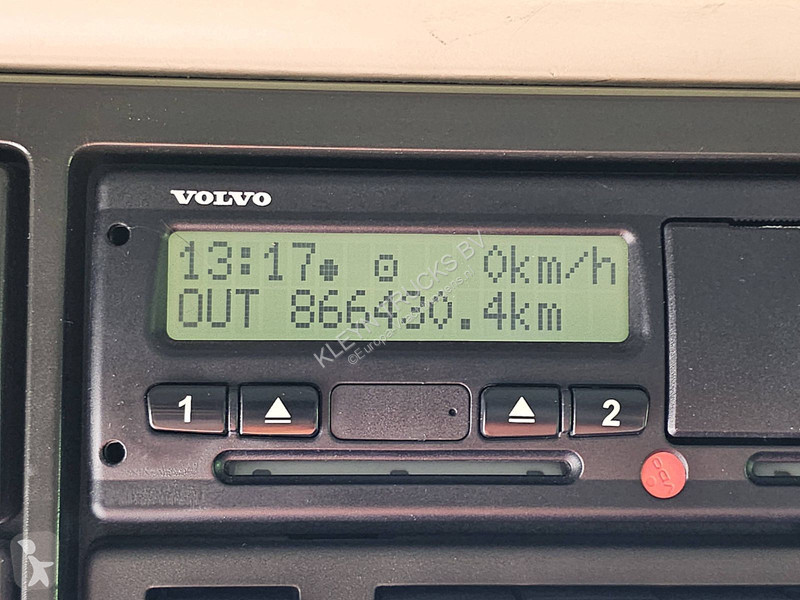 VOLVO
13:17 0km/h
OUT 866430.4km
KLEYN TRUCKS BV
1
2